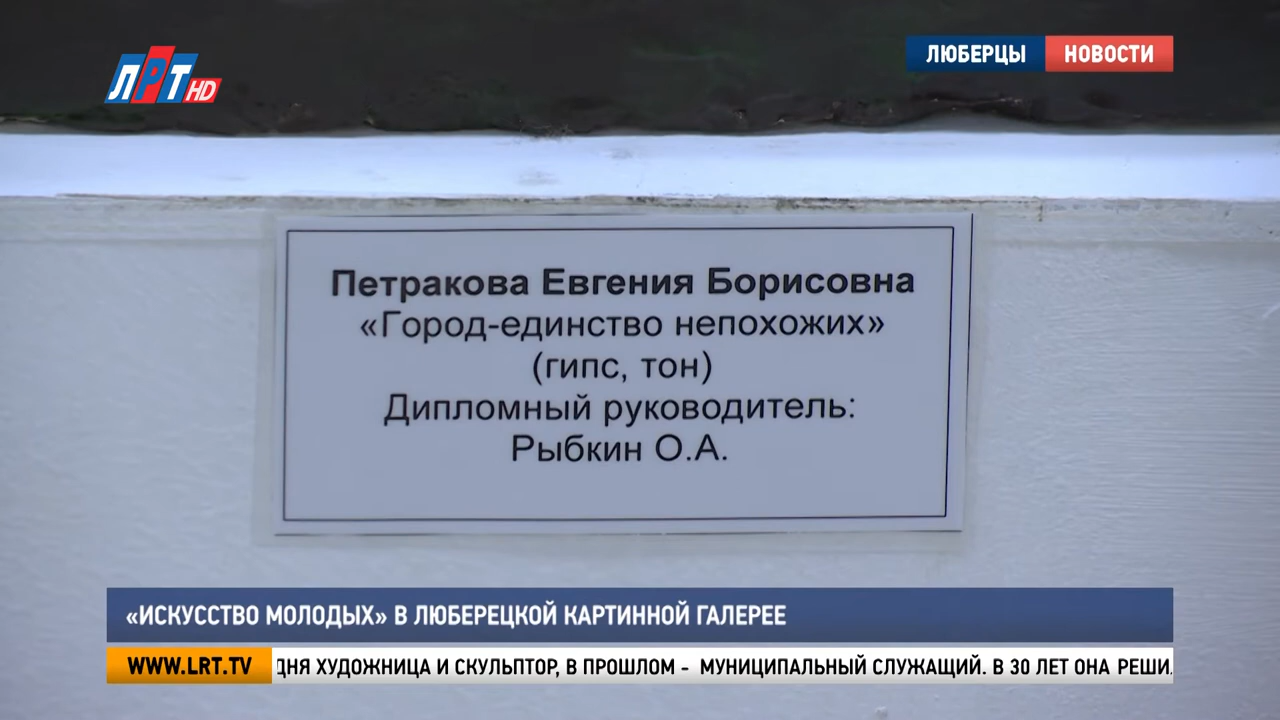 ЛРТ HD
ЛЮБЕРЦЫ НОВОСТИ
Петракова Евгения Борисовна
«Город-единство непохожих»
(гипс, тон)
Дипломный руководитель:
Рыбкин О.А.
«ИСКУССТВО МОЛОДЫХ» В ЛЮБЕРЕЦКОЙ КАРТИННОЙ ГАЛЕРЕЕ
WWW.LRT.TV ДНЯ ХУДОЖНИЦА И СКУЛЬПТОР, В ПРОШЛОМ - МУНИЦИПАЛЬНЫЙ СЛУЖАЩИЙ. В 30 ЛЕТ ОНА РЕШИ